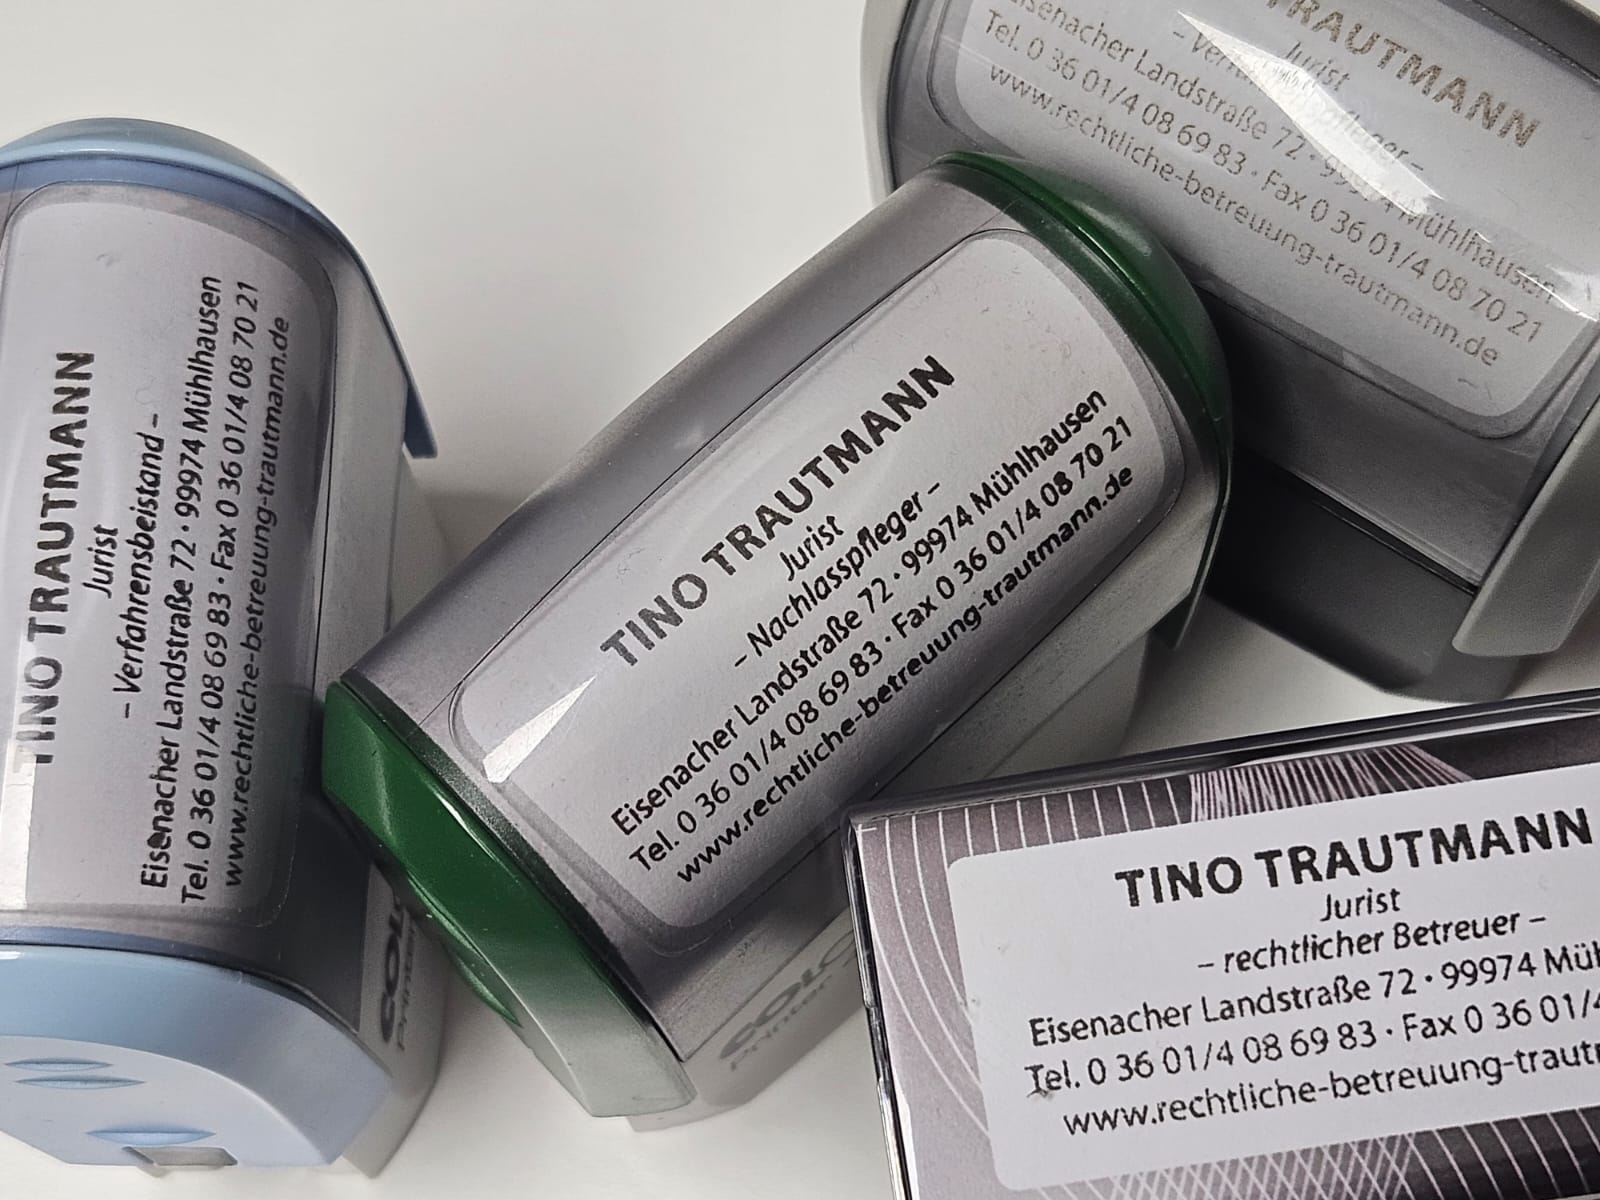 TINO TRAUTMANN
Jurist
– Verfahrensbeistand –
Eisenacher Landstraße 72 · 99974 Mühlhausen
Tel. 0 36 01/4 08 69 83 · Fax 0 36 01/4 08 70 21
www.rechtliche-betreuung-trautmann.de
TINO TRAUTMANN
Jurist
– Nachlasspfleger –
Eisenacher Landstraße 72 · 99974 Mühlhausen
Tel. 0 36 01/4 08 69 83 · Fax 0 36 01/4 08 70 21
www.rechtliche-betreuung-trautmann.de
TRAUTMANN
Jurist
Eisenacher Landstraße 72 · 99974 Mühlhausen
Tel. 0 36 01/4 08 69 83 · Fax 0 36 01/4 08 70 21
www.rechtliche-betreuung-trautmann.de
TINO TRAUTMANN
Jurist
– rechtlicher Betreuer –
Eisenacher Landstraße 72 · 99974 Mü
Tel. 0 36 01/4 08 69 83 · Fax 0 36 01/
www.rechtliche-betreuung-traut
COL
Printer
COLO
Printer